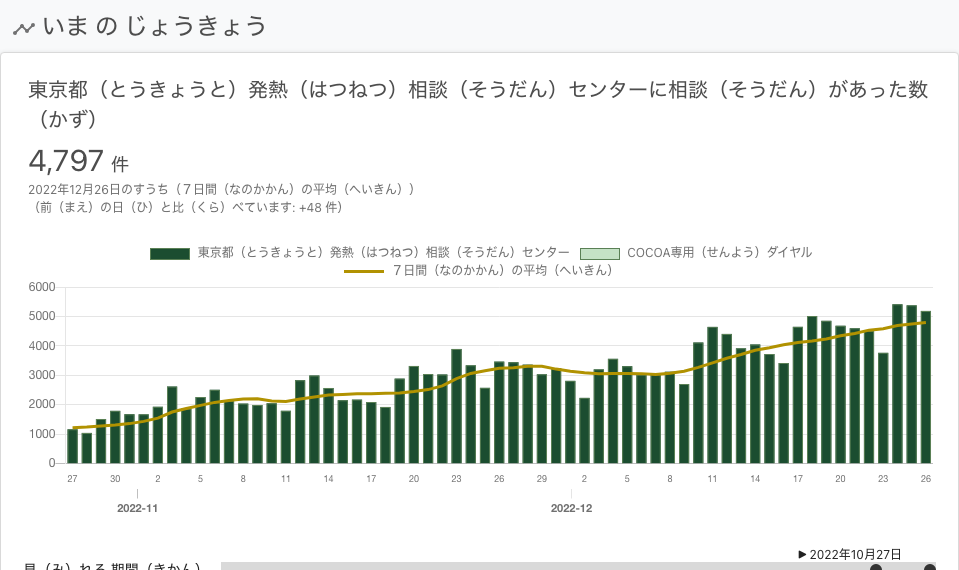 いま の じょうきょう
東京都（とうきょうと）発熱（はつねつ）相談（そうだん）センターに相談（そうだん）があった数
（かず）
4,797 件
2022年12月26日のすうち（７日間（なのかかん）の平均（へいきん））
（前（まえ）の日（ひ）と比（くら）べています: +48 件）
東京都（とうきょうと）発熱（はつねつ）相談（そうだん）センター COCOA専用（せんよう）ダイヤル
７日間（なのかかん）の平均（へいきん）
6000
5000
4000
3000
2000
1000
0
27 30 2 5 8 11 14 17 20 23 26 29 2 5 8 11 14 17 20 23 26
2022-11 2022-12
▶ 2022年10月27日
見（み）れる 期間（きかん）